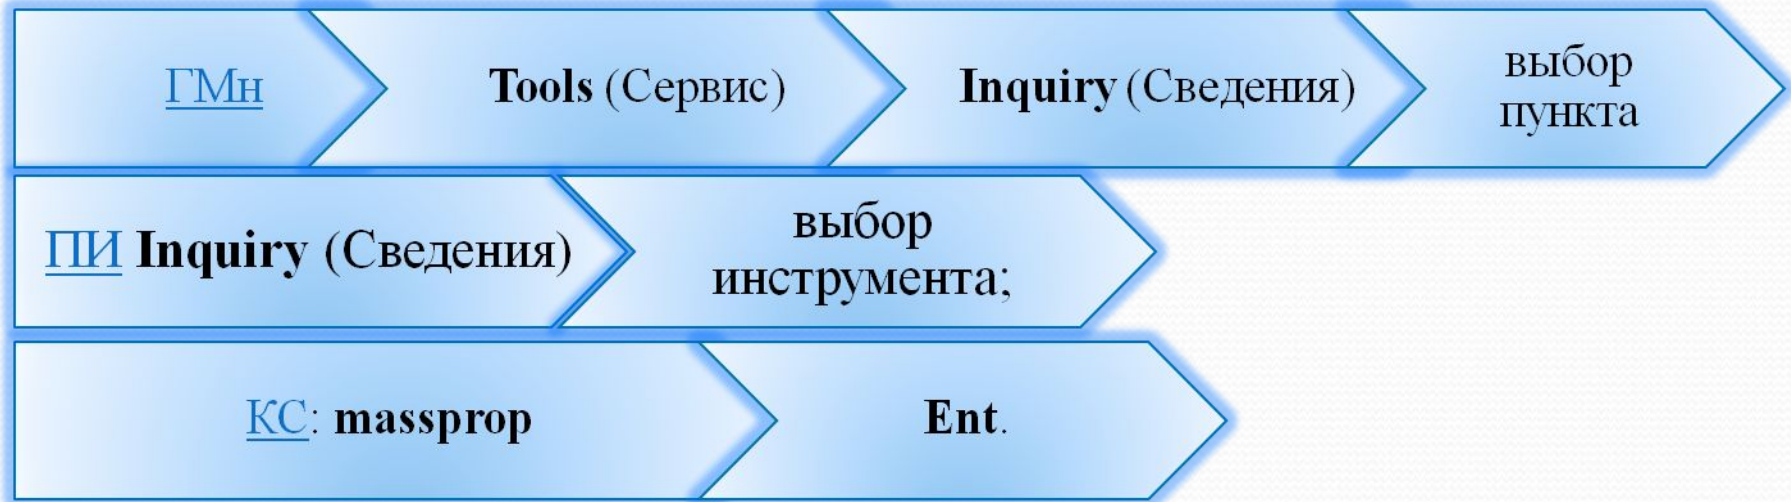 ГМн Tools (Сервис) Inquiry (Сведения) выбор
пункта
ПИ Inquiry (Сведения) выбор
инструмента;
КС: massprop Ent.